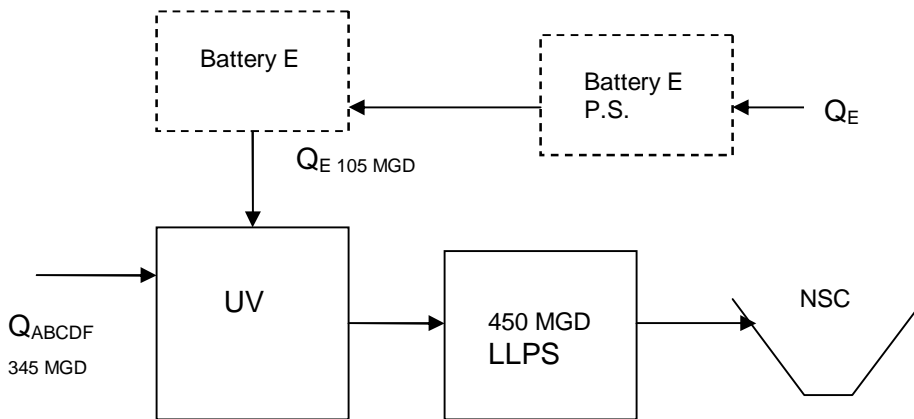 Battery E
Battery E
P.S.
QE
QE 105 MGD
UV
QABCDF
345 MGD
450 MGD
LLPS
NSC